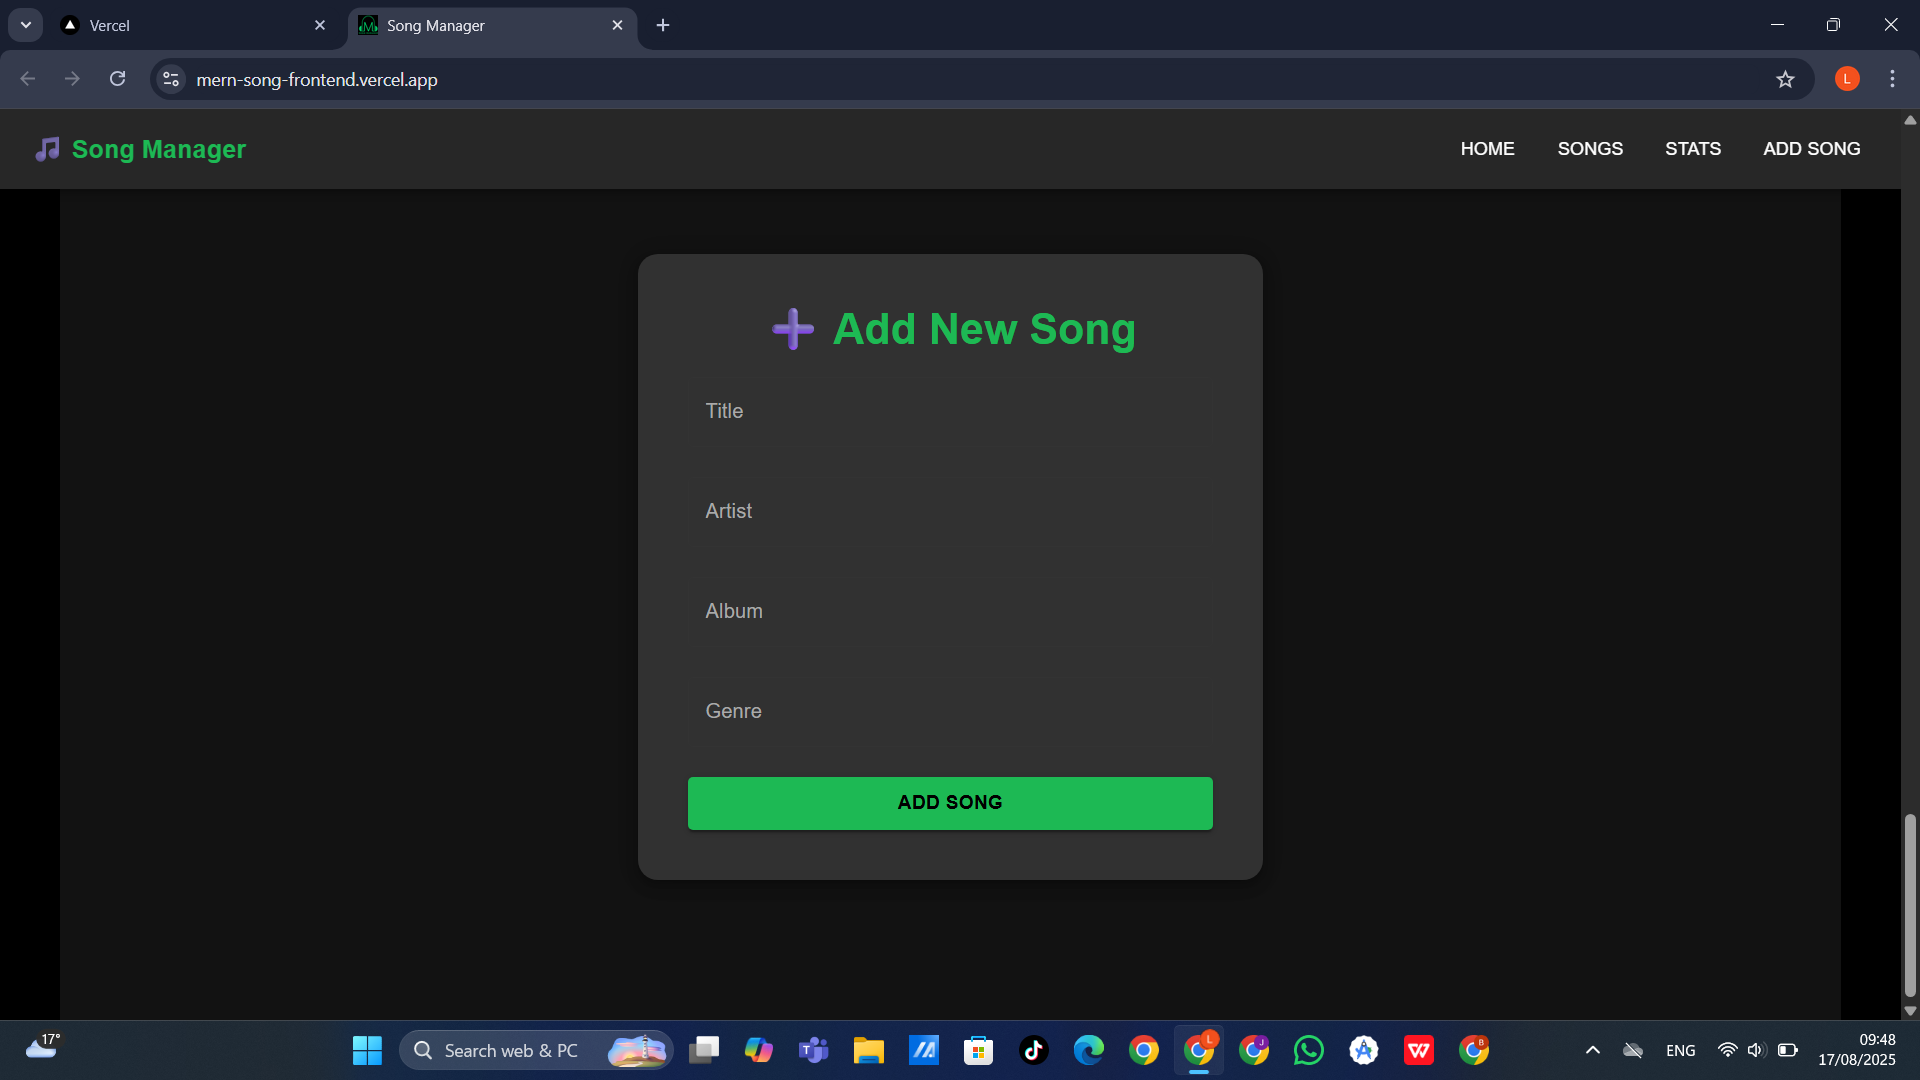 Vercel
Song Manager
mern-song-frontend.vercel.app
L
Song Manager
HOME
SONGS
STATS
ADD SONG
Add New Song
Title
Artist
Album
Genre
ADD SONG
17°
Search web & PC
L
J
B
ENG
09:48
17/08/2025